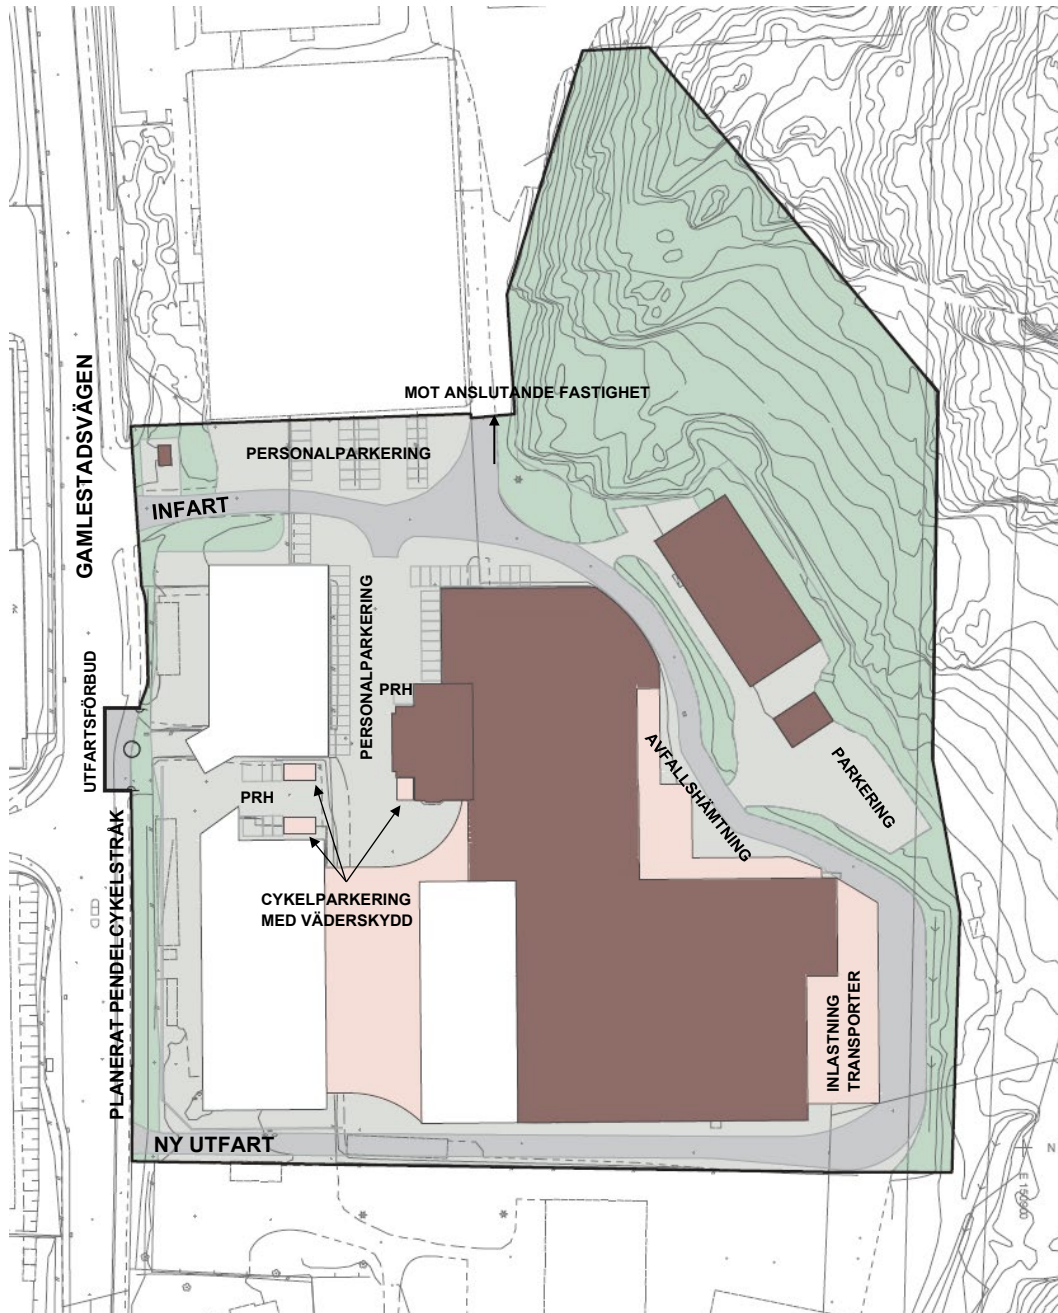 MOT ANSLUTANDE FASTIGHET
GAMLESTADSVÄGEN
PERSONALPARKERING
INFART
PERSONALPARKERING
UTFARTSFÖRBUD
PRH
AVFALLSHÄMTNING
PARKERING
PRH
PLANERAT PENDELCYKELSTRÅK
CYKELPARKERING
MED VÄDERSKYDD
INLASTNING
TRANSPORTER
NY UTFART
N
E 150900